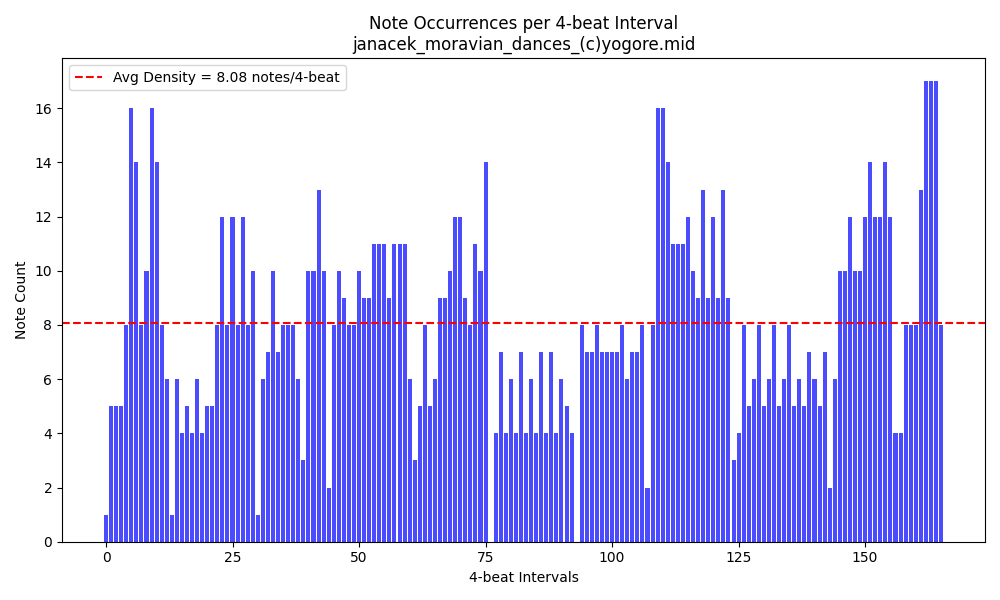 Note Occurrences per 4-beat Interval
janacek_moravian_dances_(c)yogore.mid
Avg Density = 8.08 notes/4-beat
Note Count
16
14
12
10
8
6
4
2
0
0 25 50 75 100 125 150
4-beat Intervals